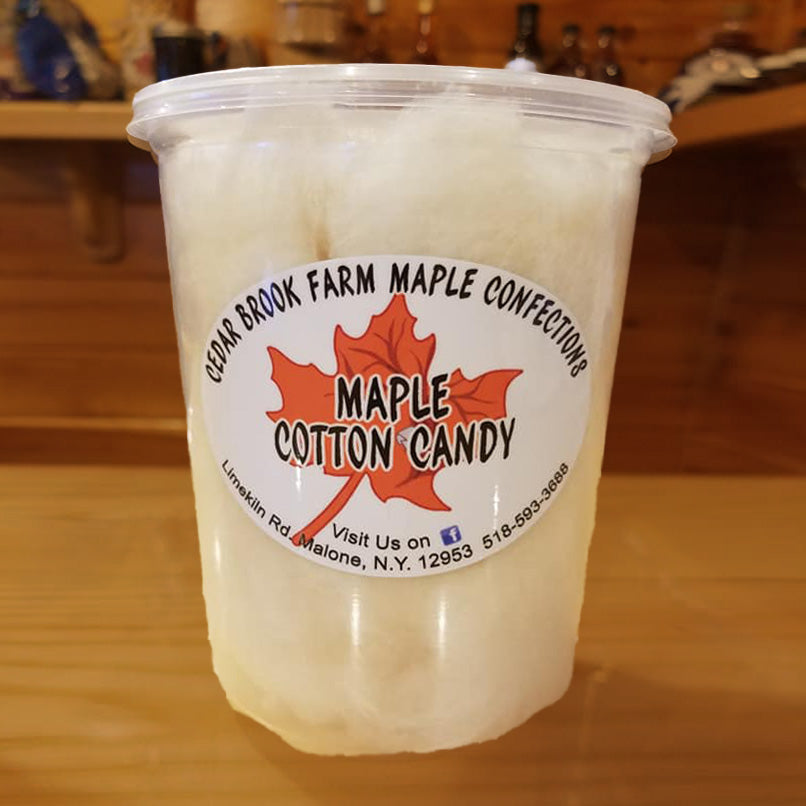 CEDAR BROOK FARM MAPLE CONFECTIONS
MAPLE
COTTON CANDY
Visit Us on f
Limekiln Rd. Malone, N.Y. 12953 518-593-3688